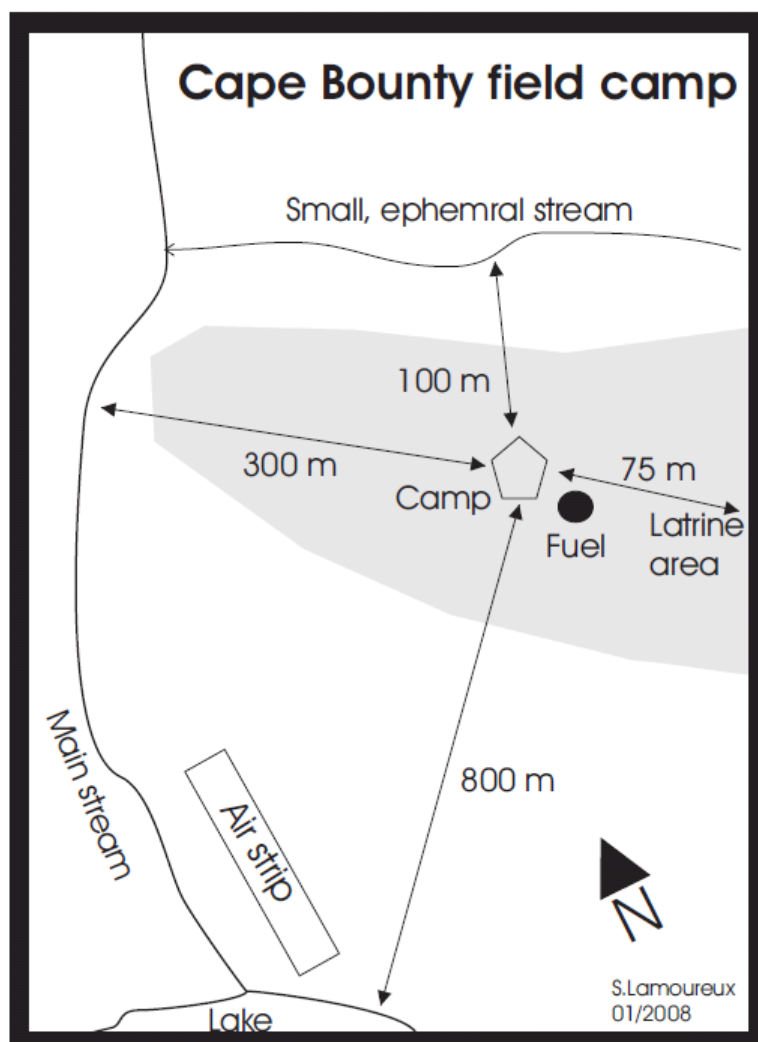 Cape Bounty field camp
Small, ephemral stream
100 m
300 m
75 m
Camp
Latrine
area
Fuel
Main stream
800 m
Air strip
N
S.Lamoureux
01/2008
Lake